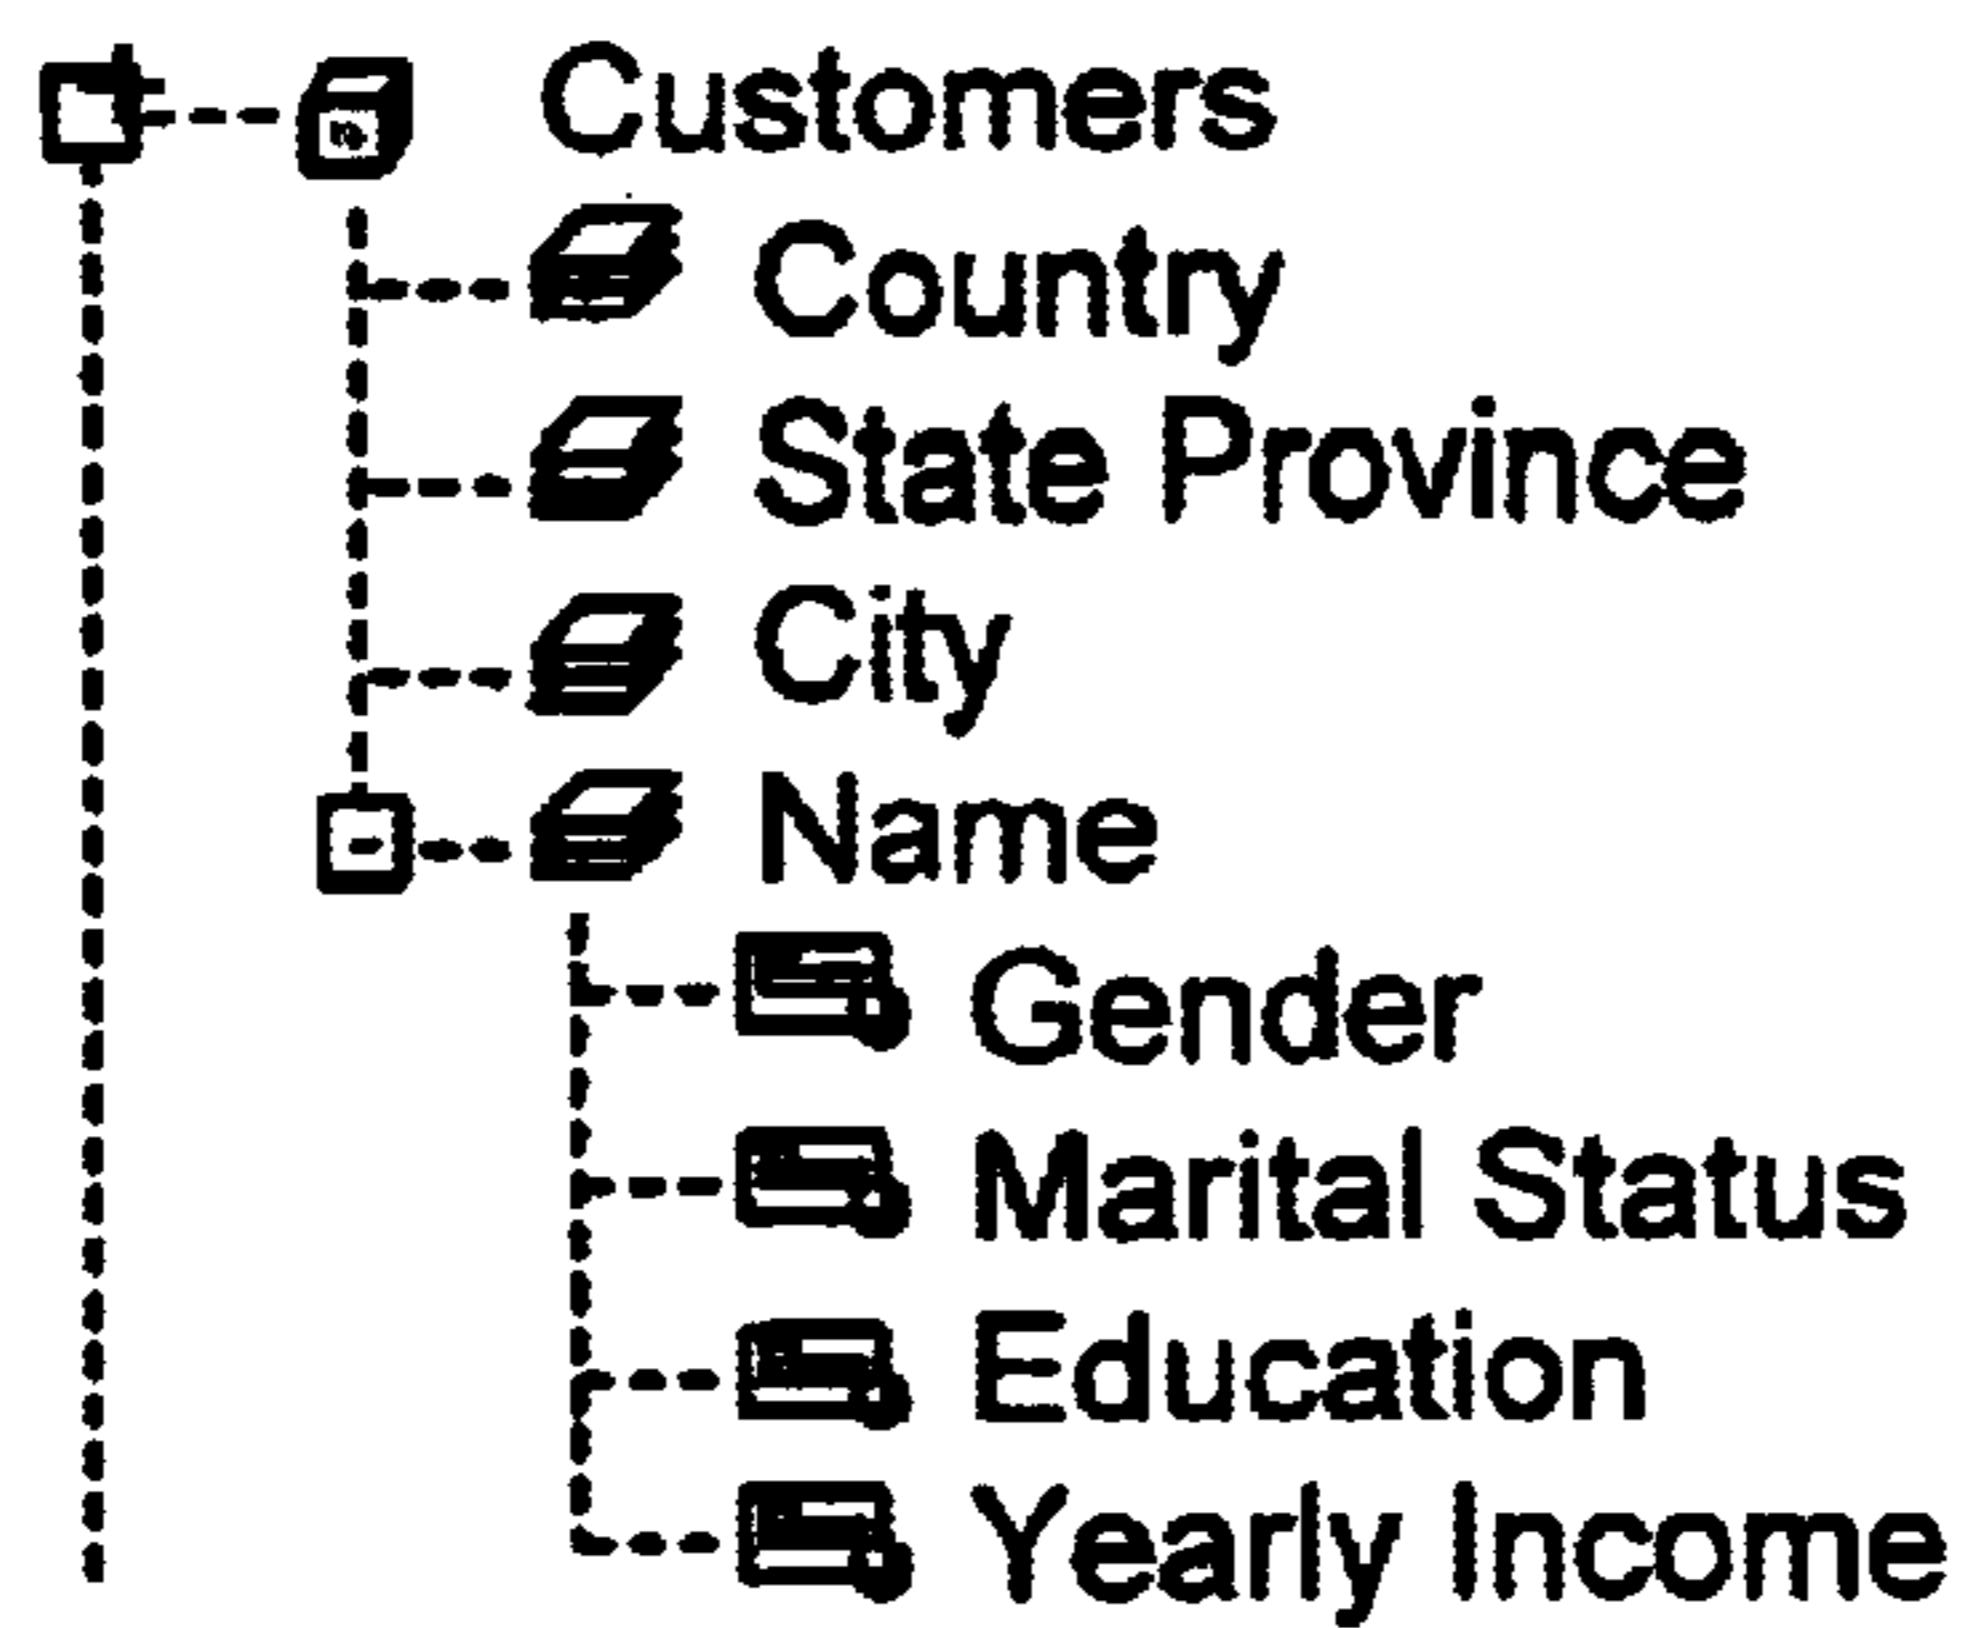 Customers
Country
State Province
City
Name
Gender
Marital Status
Education
Yearly Income